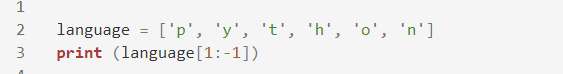 1
2 language = ['p', 'y', 't', 'h', 'o', 'n']
3 print (language[1:-1])